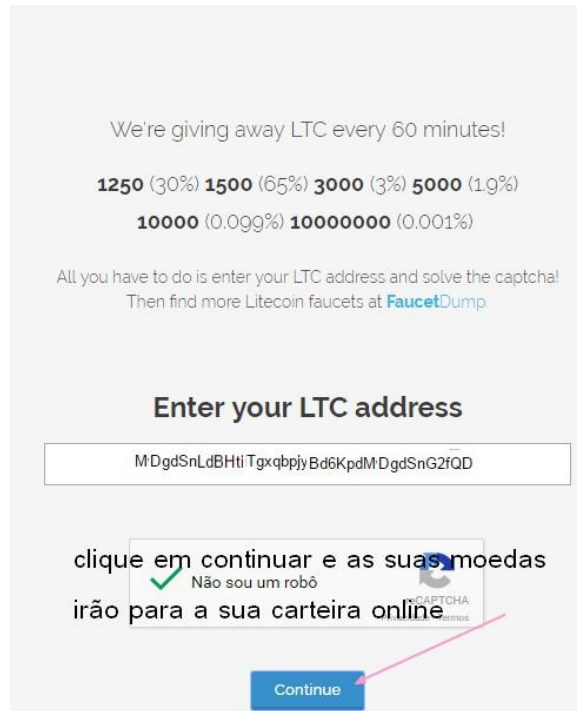 We're giving away LTC every 60 minutes!
1250 (30%) 1500 (65%) 3000 (3%) 5000 (1.9%)
10000 (0.099%) 10000000 (0.001%)
All you have to do is enter your LTC address and solve the captcha!
Then find more Litecoin faucets at FaucetDump.
Enter your LTC address
clique em continuar e as suas moedas
Não sou um robô
irão para a sua carteira online
reCAPTCHA
Termos
Continue